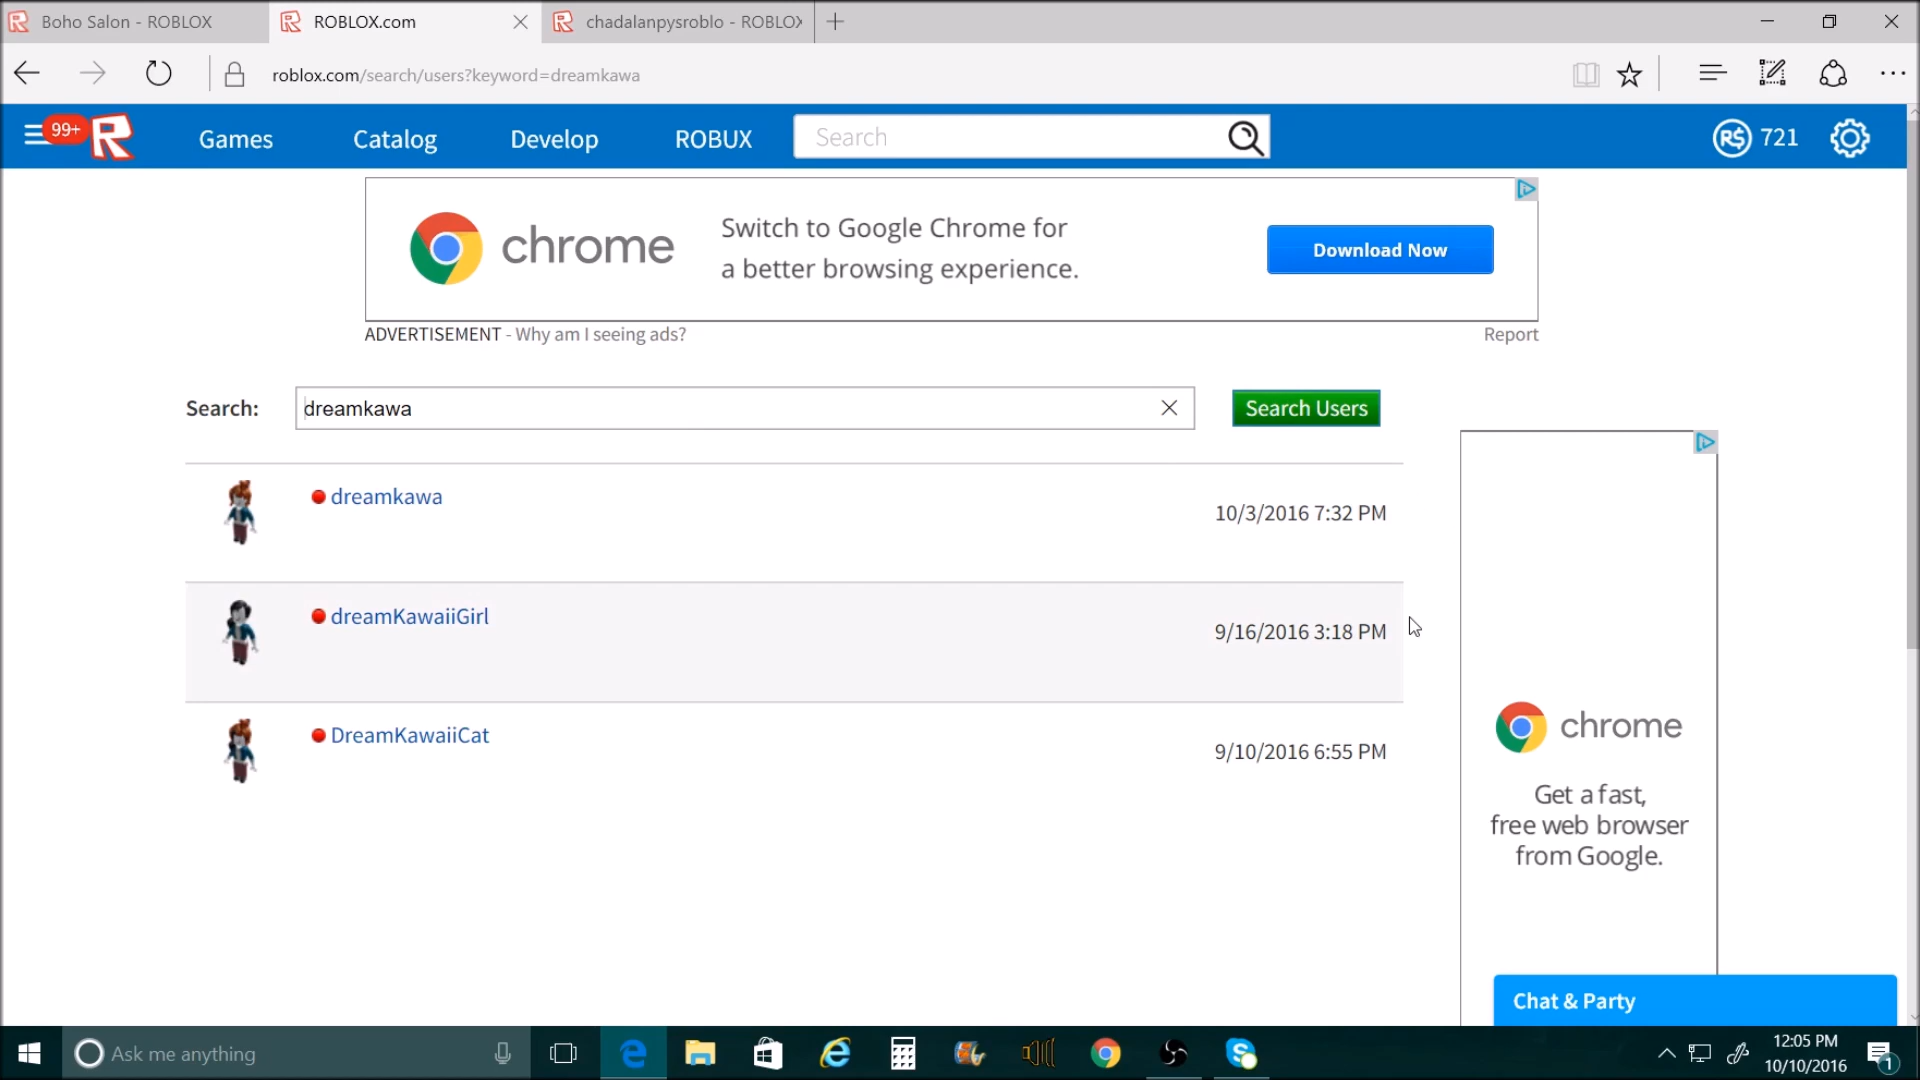 Boho Salon - ROBLOX
ROBLOX.com
chadalanpysroblo - ROBLOX
roblox.com/search/users?keyword=dreamkawa
99+
Games
Catalog
Develop
ROBUX
Search
R$ 721
chrome
Switch to Google Chrome for
a better browsing experience.
Download Now
ADVERTISEMENT - Why am I seeing ads?
Report
Search:
dreamkawa
Search Users
dreamkawa
10/3/2016 7:32 PM
dreamKawaiiGirl
9/16/2016 3:18 PM
DreamKawaiiCat
9/10/2016 6:55 PM
chrome
Get a fast,
free web browser
from Google.
Chat & Party
Ask me anything
12:05 PM
10/10/2016
1